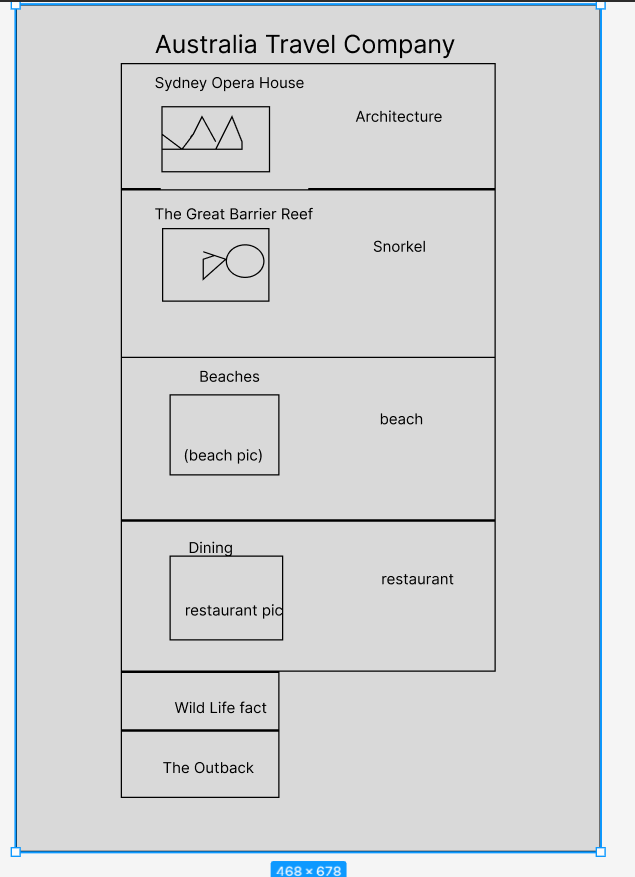 Australia Travel Company
Sydney Opera House
Architecture
The Great Barrier Reef
Snorkel
Beaches
beach
(beach pic)
Dining
restaurant
restaurant pic
Wild Life fact
The Outback
468 × 678